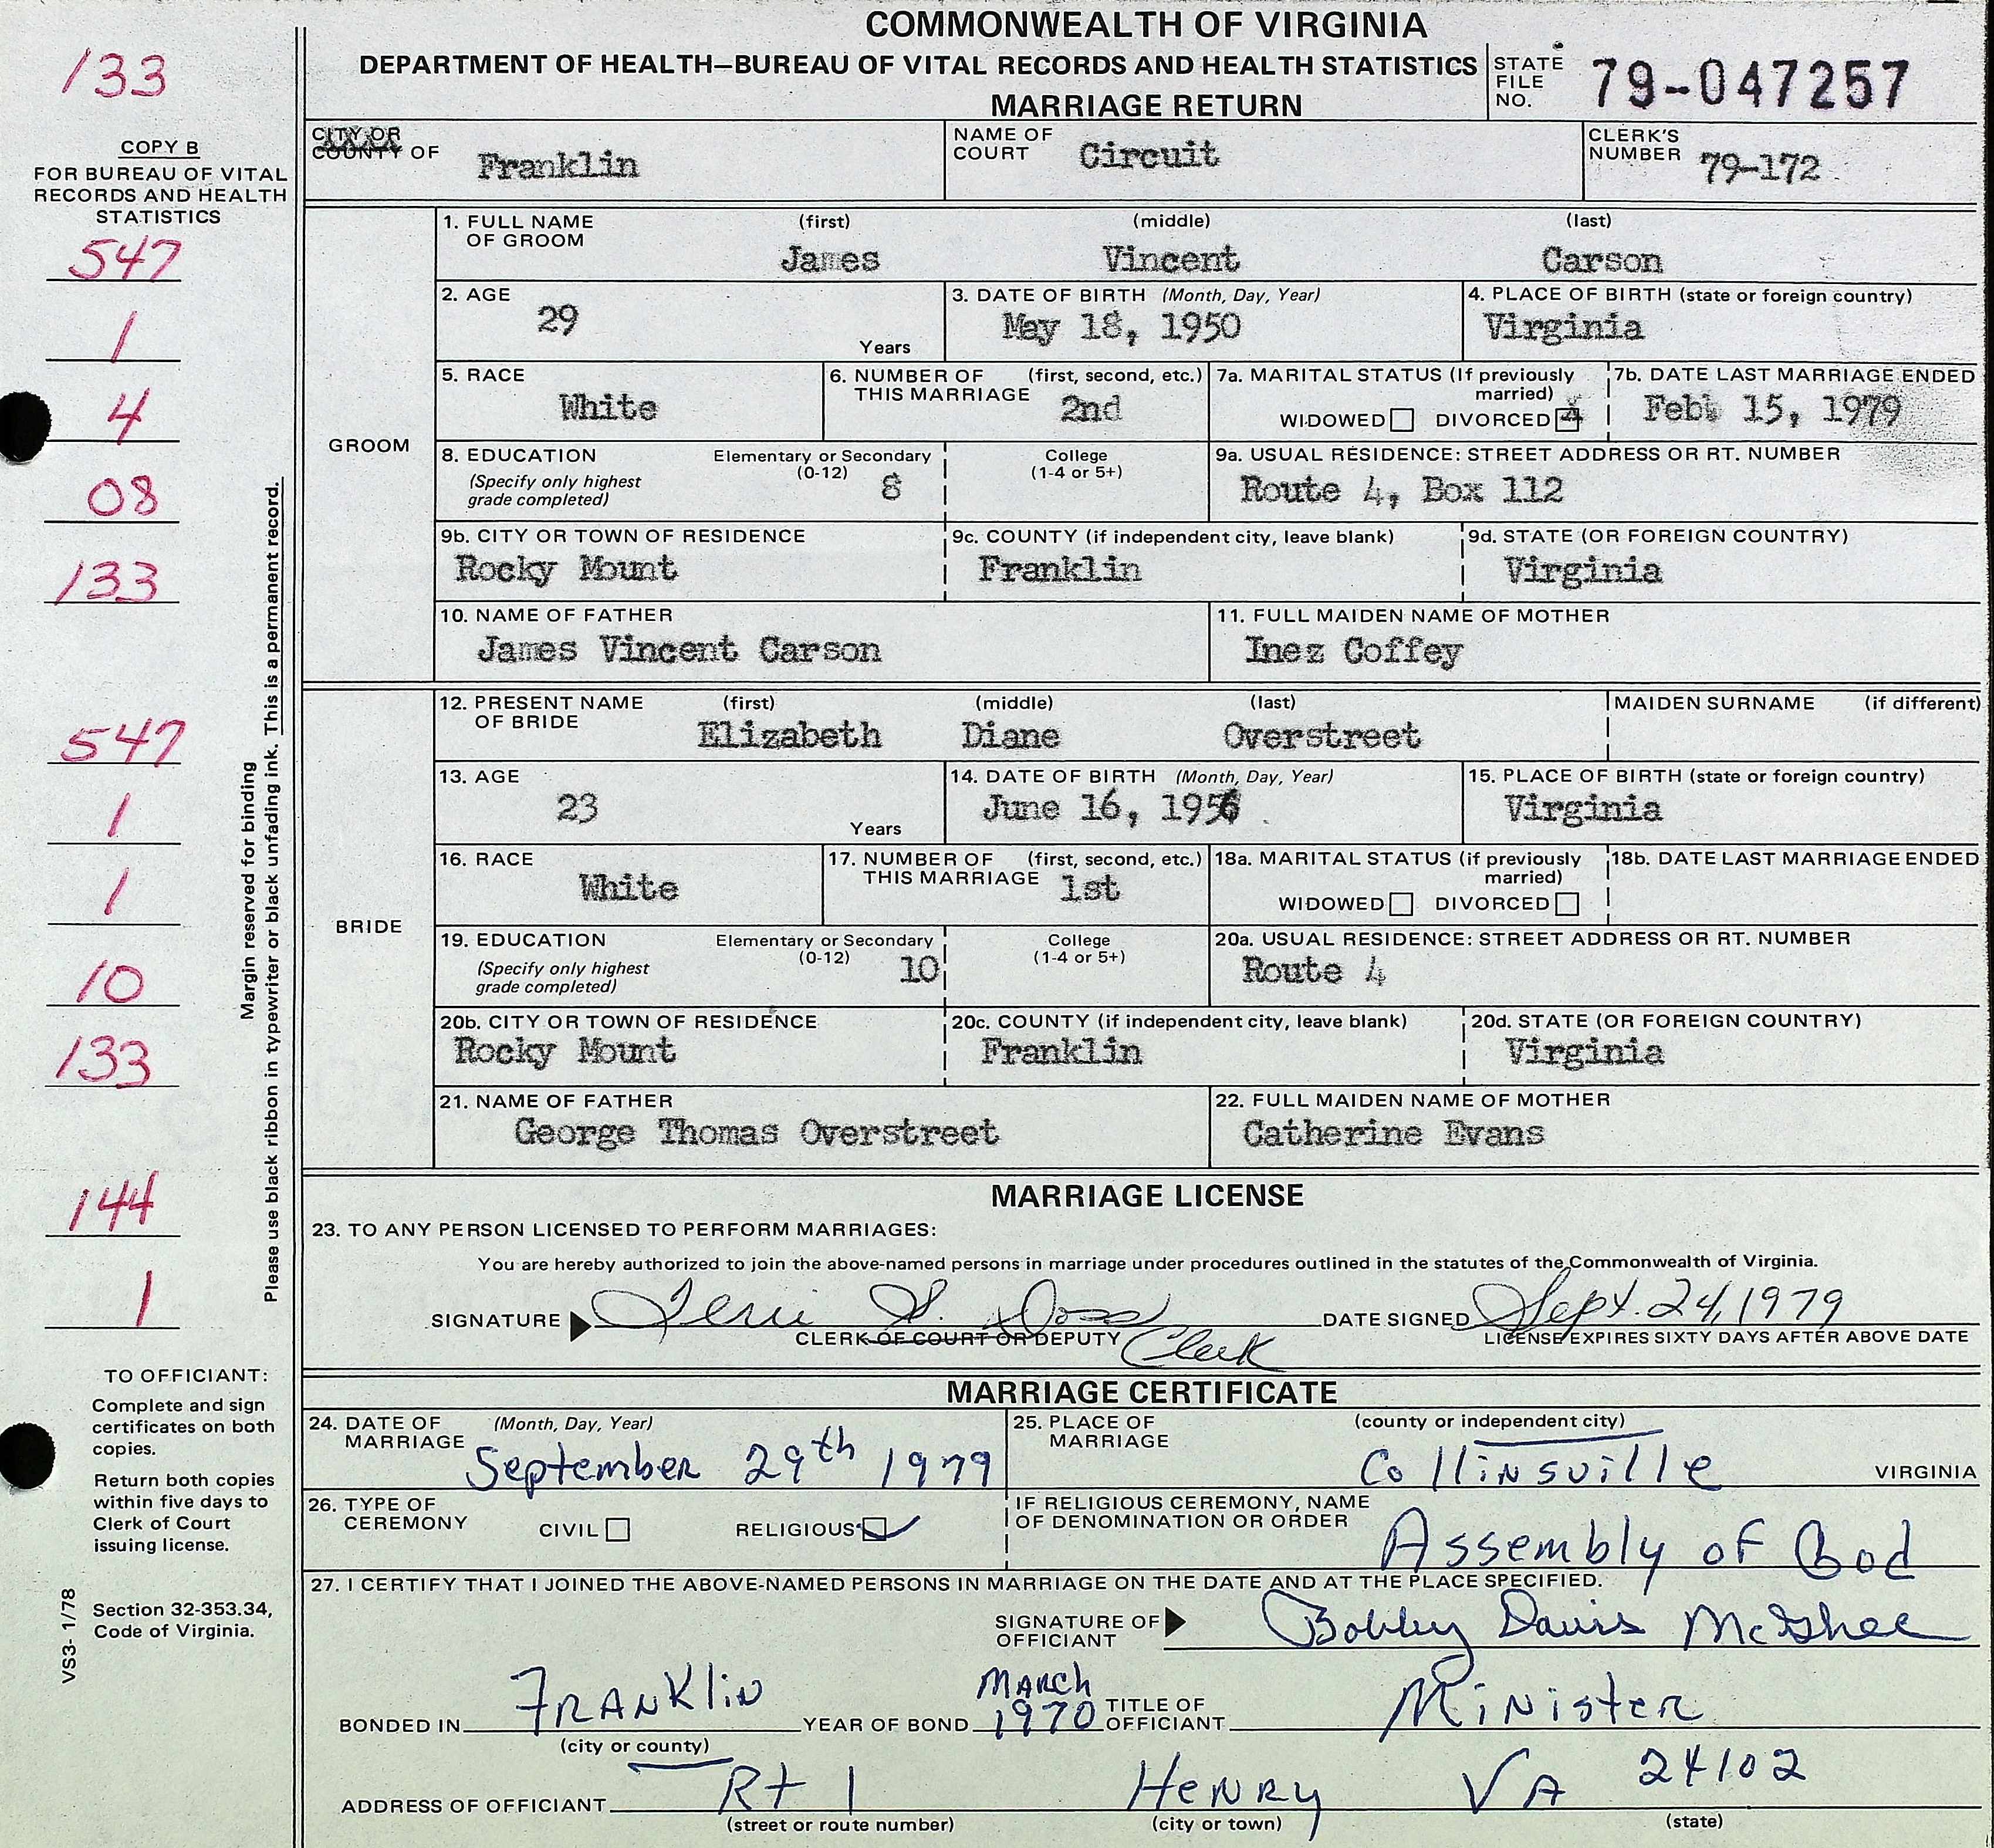 COMMONWEALTH OF VIRGINIA
DEPARTMENT OF HEALTH—BUREAU OF VITAL RECORDS AND HEALTH STATISTICS
MARRIAGE RETURN
STATE FILE NO. 79-047257
133
COPY B
FOR BUREAU OF VITAL
RECORDS AND HEALTH
STATISTICS
CITY OR
COUNTY OF Franklin
NAME OF COURT Circuit
CLERK'S NUMBER 79-172
547
1
4
08
133
547
1
1
10
133
144
1
Margin reserved for binding
Please use black ribbon in typewriter or black unfading ink. This is a permanent record.
GROOM
1. FULL NAME OF GROOM (first) (middle) (last)
James Vincent Carson
2. AGE 29 Years
3. DATE OF BIRTH (Month, Day, Year) May 18, 1950
4. PLACE OF BIRTH (state or foreign country) Virginia
5. RACE White
6. NUMBER OF THIS MARRIAGE (first, second, etc.) 2nd
7a. MARITAL STATUS (If previously married) WIDOWED DIVORCED
7b. DATE LAST MARRIAGE ENDED Feb. 15, 1979
8. EDUCATION (Specify only highest grade completed) Elementary or Secondary (0-12) 8 College (1-4 or 5+)
9a. USUAL RESIDENCE: STREET ADDRESS OR RT. NUMBER Route 4, Box 112
9b. CITY OR TOWN OF RESIDENCE Rocky Mount
9c. COUNTY (if independent city, leave blank) Franklin
9d. STATE (OR FOREIGN COUNTRY) Virginia
10. NAME OF FATHER James Vincent Carson
11. FULL MAIDEN NAME OF MOTHER Inez Coffey
BRIDE
12. PRESENT NAME OF BRIDE (first) (middle) (last) MAIDEN SURNAME (if different)
Elizabeth Diane Overstreet
13. AGE 23 Years
14. DATE OF BIRTH (Month, Day, Year) June 16, 1956
15. PLACE OF BIRTH (state or foreign country) Virginia
16. RACE White
17. NUMBER OF THIS MARRIAGE (first, second, etc.) 1st
18a. MARITAL STATUS (if previously married) WIDOWED DIVORCED
18b. DATE LAST MARRIAGE ENDED
19. EDUCATION (Specify only highest grade completed) Elementary or Secondary (0-12) 10 College (1-4 or 5+)
20a. USUAL RESIDENCE: STREET ADDRESS OR RT. NUMBER Route 4
20b. CITY OR TOWN OF RESIDENCE Rocky Mount
20c. COUNTY (if independent city, leave blank) Franklin
20d. STATE (OR FOREIGN COUNTRY) Virginia
21. NAME OF FATHER George Thomas Overstreet
22. FULL MAIDEN NAME OF MOTHER Catherine Evans
MARRIAGE LICENSE
23. TO ANY PERSON LICENSED TO PERFORM MARRIAGES:
You are hereby authorized to join the above-named persons in marriage under procedures outlined in the statutes of the Commonwealth of Virginia.
SIGNATURE Terri S. Doss DATE SIGNED Sept. 24, 1979
CLERK OF COURT OR DEPUTY Clerk LICENSE EXPIRES SIXTY DAYS AFTER ABOVE DATE
MARRIAGE CERTIFICATE
24. DATE OF MARRIAGE (Month, Day, Year) September 29th 1979
25. PLACE OF MARRIAGE (county or independent city) Collinsville VIRGINIA
26. TYPE OF CEREMONY CIVIL RELIGIOUS
IF RELIGIOUS CEREMONY, NAME OF DENOMINATION OR ORDER Assembly of God
27. I CERTIFY THAT I JOINED THE ABOVE-NAMED PERSONS IN MARRIAGE ON THE DATE AND AT THE PLACE SPECIFIED.
SIGNATURE OF OFFICIANT Bobby Davis McGhee
BONDED IN Franklin YEAR OF BOND March 1970 TITLE OF OFFICIANT Minister
(city or county)
ADDRESS OF OFFICIANT Rt 1 Henry VA 24102
(street or route number) (city or town) (state)
TO OFFICIANT:
Complete and sign
certificates on both
copies.
Return both copies
within five days to
Clerk of Court
issuing license.
Section 32-353.34,
Code of Virginia.
VS3- 1/78